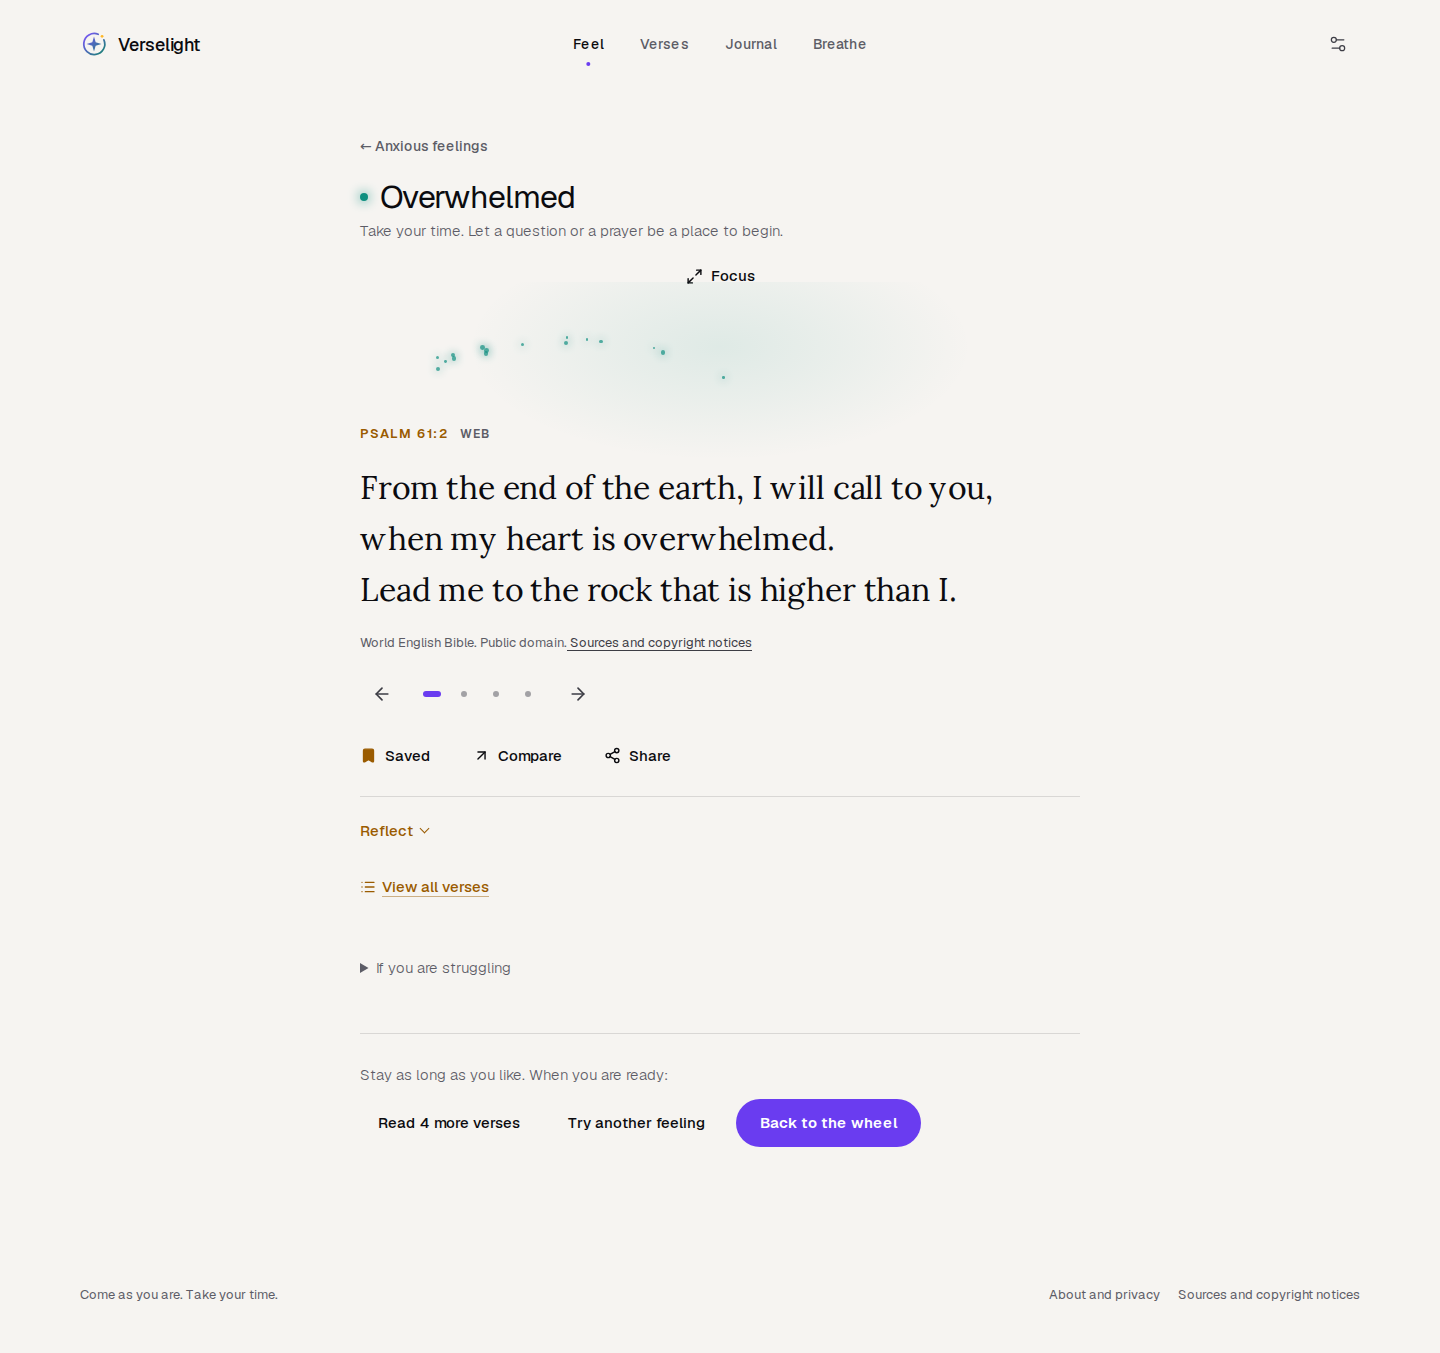 Verselight
Feel
Verses
Journal
Breathe
← Anxious feelings
Overwhelmed
Take your time. Let a question or a prayer be a place to begin.
Focus
PSALM 61:2 WEB
From the end of the earth, I will call to you,
when my heart is overwhelmed.
Lead me to the rock that is higher than I.
World English Bible. Public domain. Sources and copyright notices
Saved
Compare
Share
Reflect
View all verses
If you are struggling
Stay as long as you like. When you are ready:
Read 4 more verses
Try another feeling
Back to the wheel
Come as you are. Take your time.
About and privacy
Sources and copyright notices